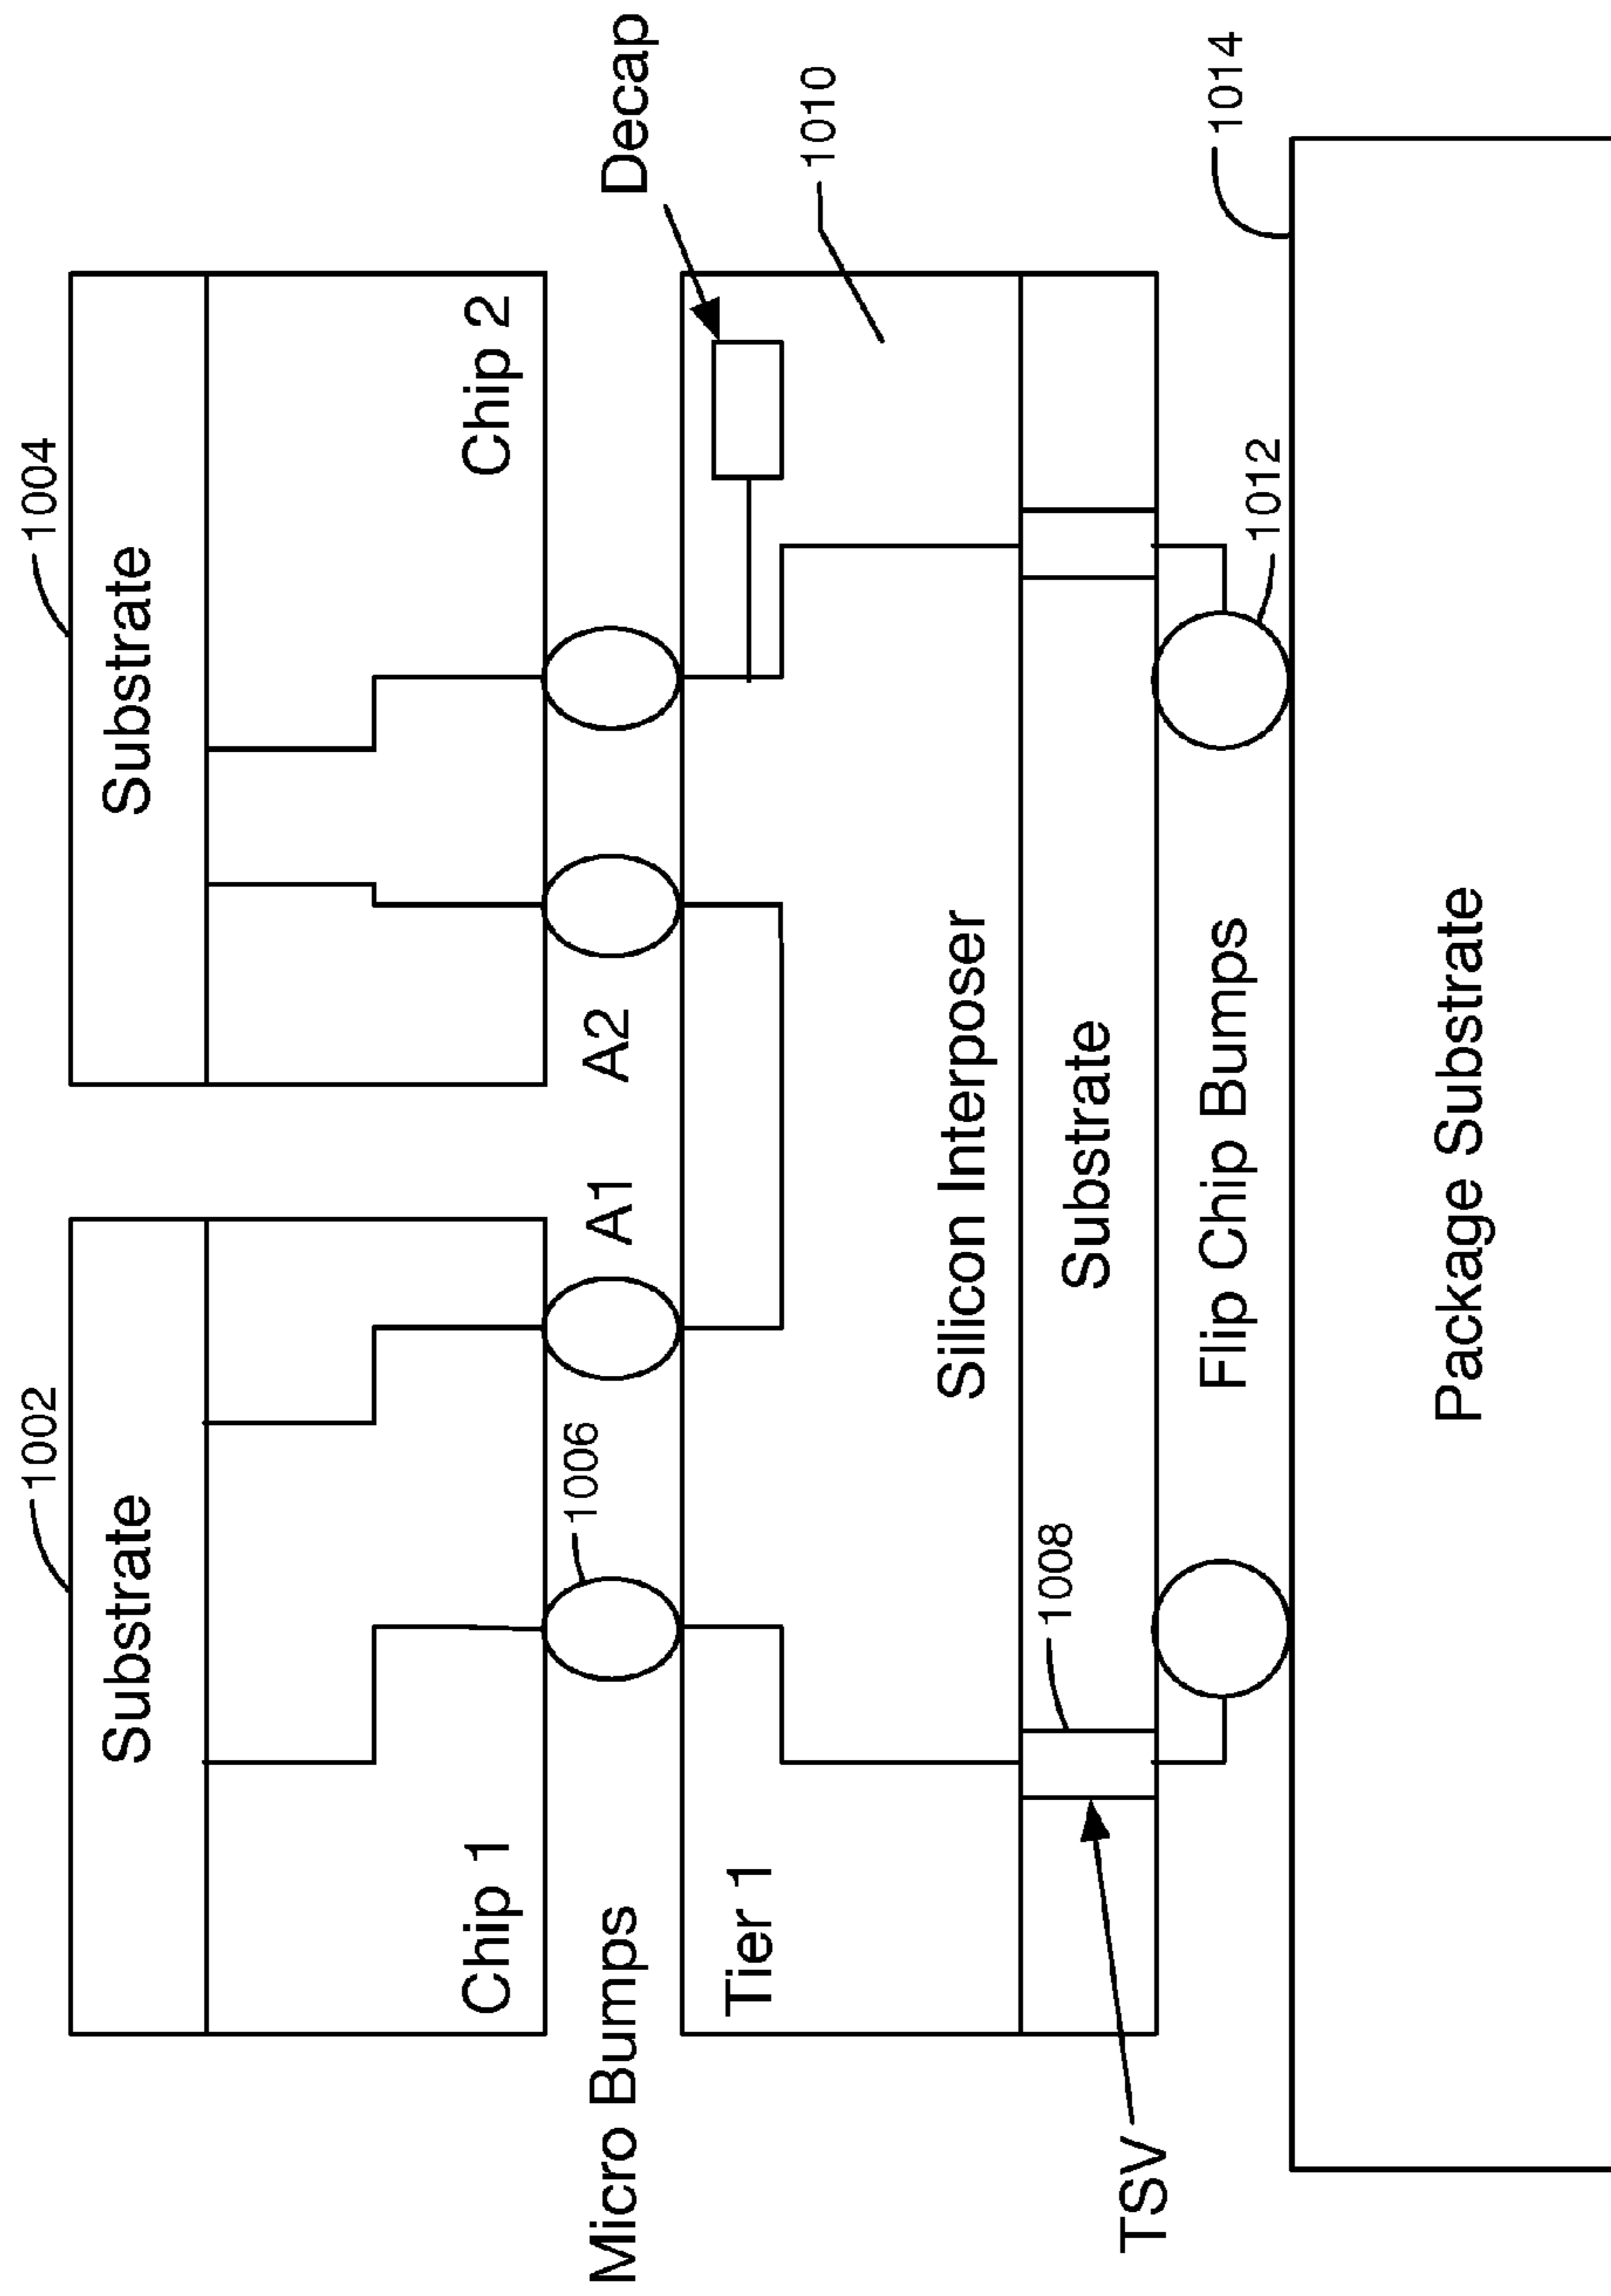 1002
1004
Substrate
Substrate
Chip 1
Chip 2
Micro Bumps
1006
A1
A2
Decap
Tier 1
1010
Silicon Interposer
TSV
1008
Substrate
Flip Chip Bumps
1012
1014
Package Substrate